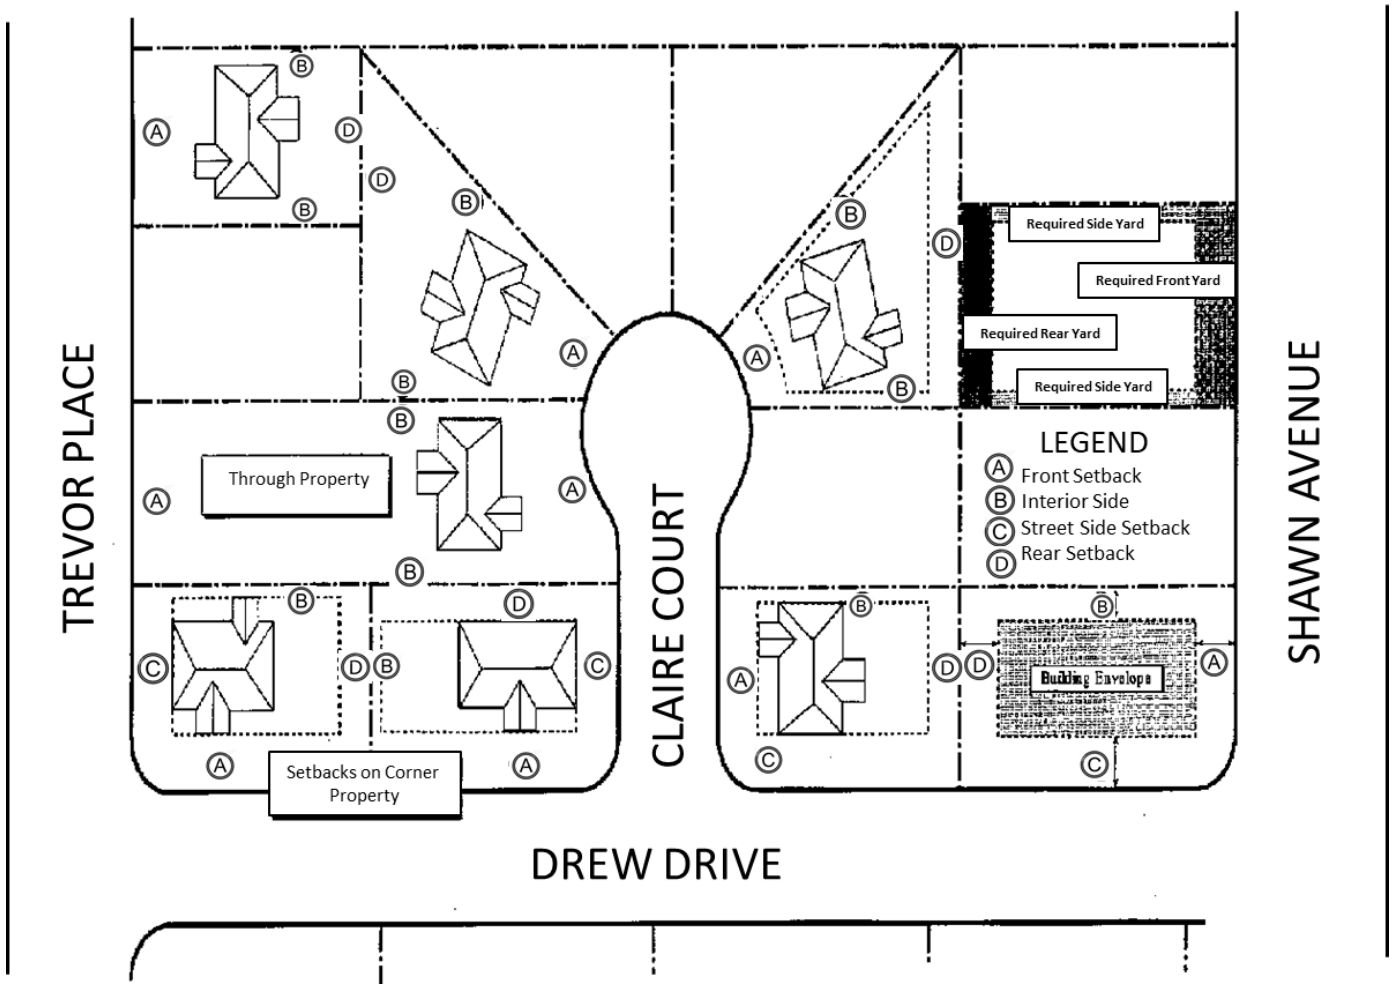 B
A
D
B
D
B
B
D
A
B
A
B
B
Required Side Yard
Required Front Yard
Required Rear Yard
Required Side Yard
TREVOR PLACE
Through Property
A
B
A
B
CLAIRE COURT
SHAWN AVENUE
LEGEND
A Front Setback
B Interior Side
C Street Side Setback
D Rear Setback
B
C
D
B
D
C
A
A
Setbacks on Corner
Property
B
A
D
C
B
D
A
Building Envelope
C
DREW DRIVE